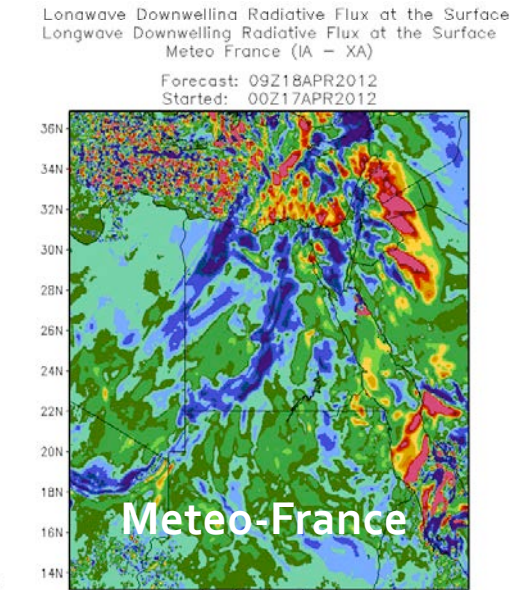 Lonawave Downwellina Radiative Flux at the Surface
Longwave Downwelling Radiative Flux at the Surface
Meteo France (IA – XA)
Forecast: 09Z18APR2012
Started: 00Z17APR2012
36N
34N
32N
30N
28N
26N
24N
22N
20N
18N
16N
14N
Meteo-France